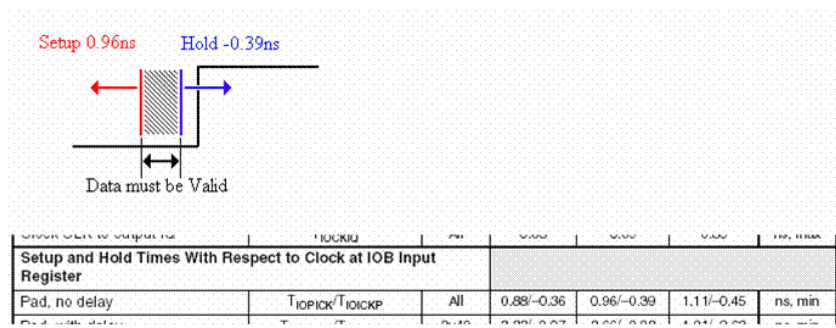 Setup 0.96ns Hold -0.39ns
Data must be Valid
Setup and Hold Times With Respect to Clock at IOB Input
Register
Pad, no delay TIOPICK/TIOICKP All 0.88/–0.36 0.96/–0.39 1.11/–0.45 ns, min